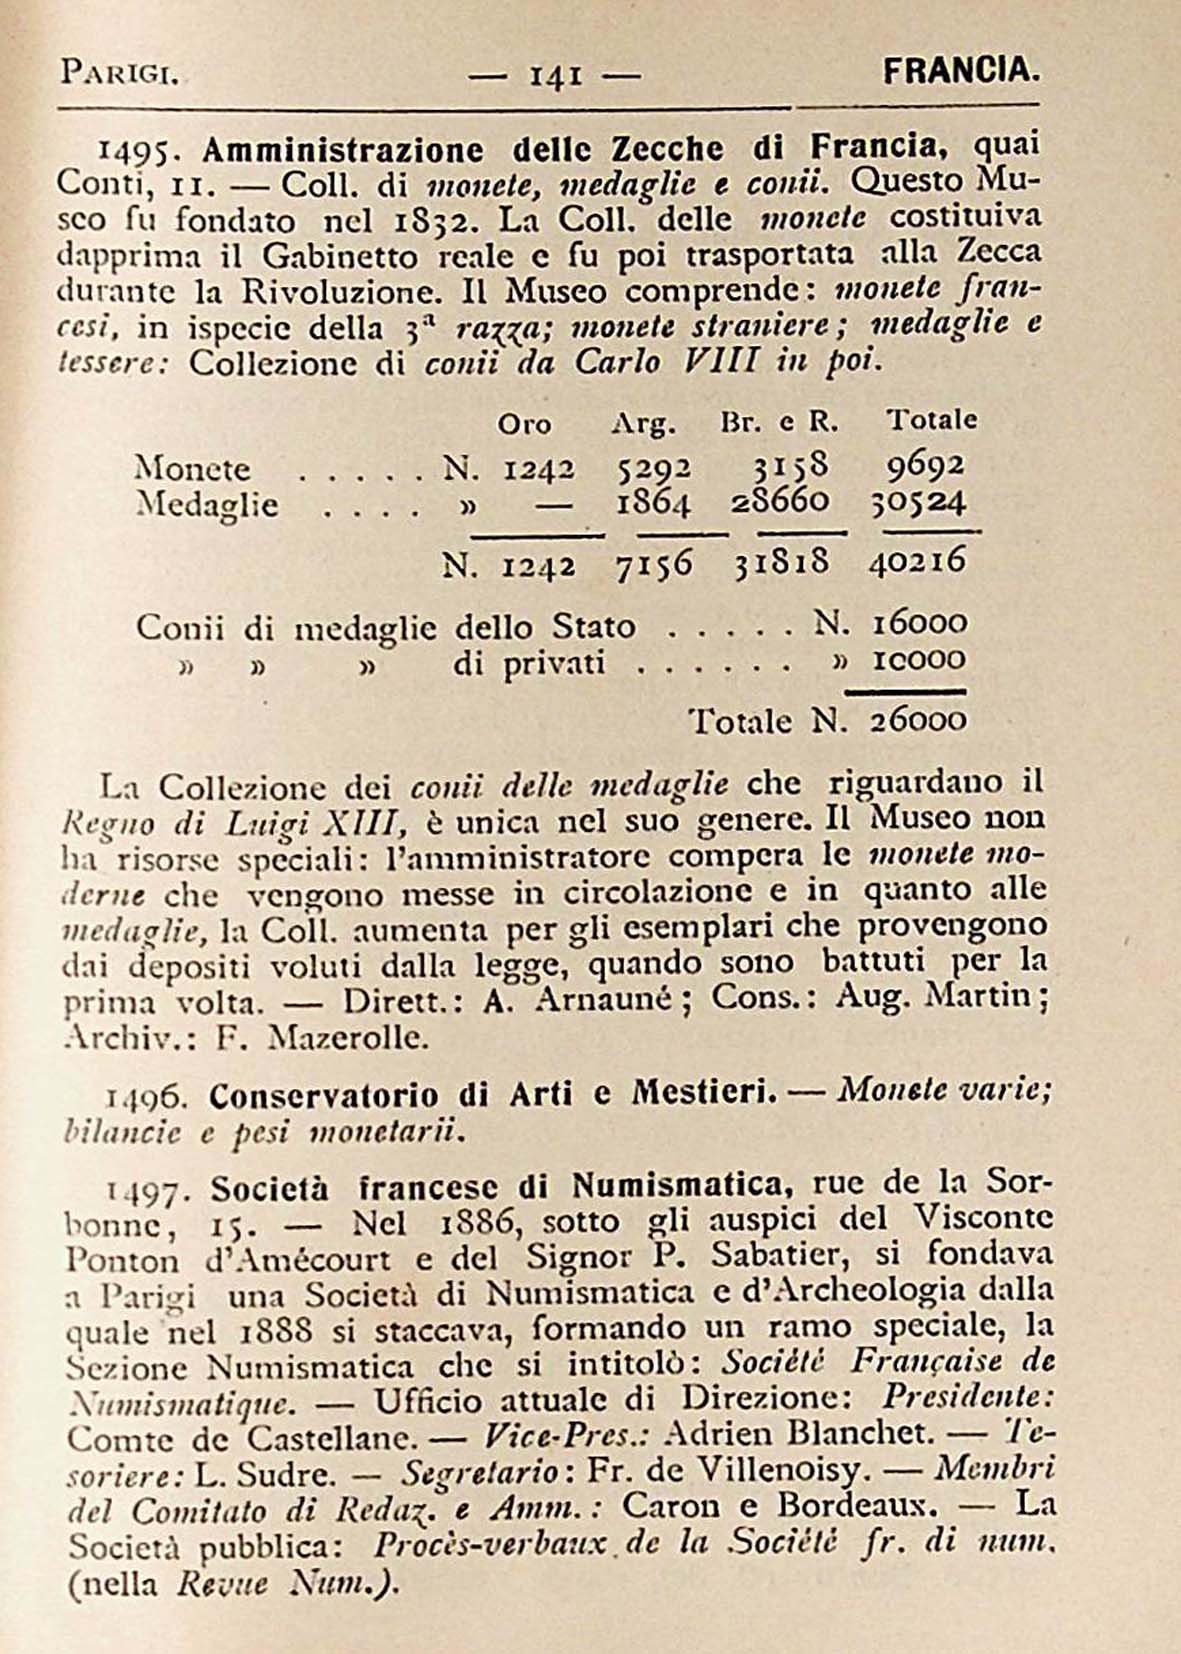 PARIGI. — 141 — FRANCIA.
1495. Amministrazione delle Zecche di Francia, quai
Conti, 11. — Coll. di monete, medaglie e conii. Questo Mu-
seo fu fondato nel 1832. La Coll. delle monete costituiva
dapprima il Gabinetto reale e fu poi trasportata alla Zecca
durante la Rivoluzione. Il Museo comprende: monete fran-
cesi, in ispecie della 3ª razza; monete straniere; medaglie e
tessere: Collezione di conii da Carlo VIII in poi.
Oro Arg. Br. e R. Totale
Monete . . . . . N. 1242 5292 3158 9692
Medaglie . . . . » — 1864 28660 30524
N. 1242 7156 31818 40216
Conii di medaglie dello Stato . . . . . N. 16000
» » » di privati . . . . . . » 10000
Totale N. 26000
La Collezione dei conii delle medaglie che riguardano il
Regno di Luigi XIII, è unica nel suo genere. Il Museo non
ha risorse speciali: l'amministratore compera le monete mo-
derne che vengono messe in circolazione e in quanto alle
medaglie, la Coll. aumenta per gli esemplari che provengono
dai depositi voluti dalla legge, quando sono battuti per la
prima volta. — Dirett.: A. Arnauné; Cons.: Aug. Martin;
Archiv.: F. Mazerolle.
1496. Conservatorio di Arti e Mestieri. — Monete varie;
bilancie e pesi monetarii.
1497. Società francese di Numismatica, rue de la Sor-
bonne, 15. — Nel 1886, sotto gli auspici del Visconte
Ponton d'Amécourt e del Signor P. Sabatier, si fondava
a Parigi una Società di Numismatica e d'Archeologia dalla
quale nel 1888 si staccava, formando un ramo speciale, la
Sezione Numismatica che si intitolò: Société Française de
Numismatique. — Ufficio attuale di Direzione: Presidente:
Comte de Castellane. — Vice-Pres.: Adrien Blanchet. — Te-
soriere: L. Sudre. — Segretario: Fr. de Villenoisy. — Membri
del Comitato di Redaz. e Amm.: Caron e Bordeaux. — La
Società pubblica: Procès-verbaux de la Société fr. di num.
(nella Revue Num.).